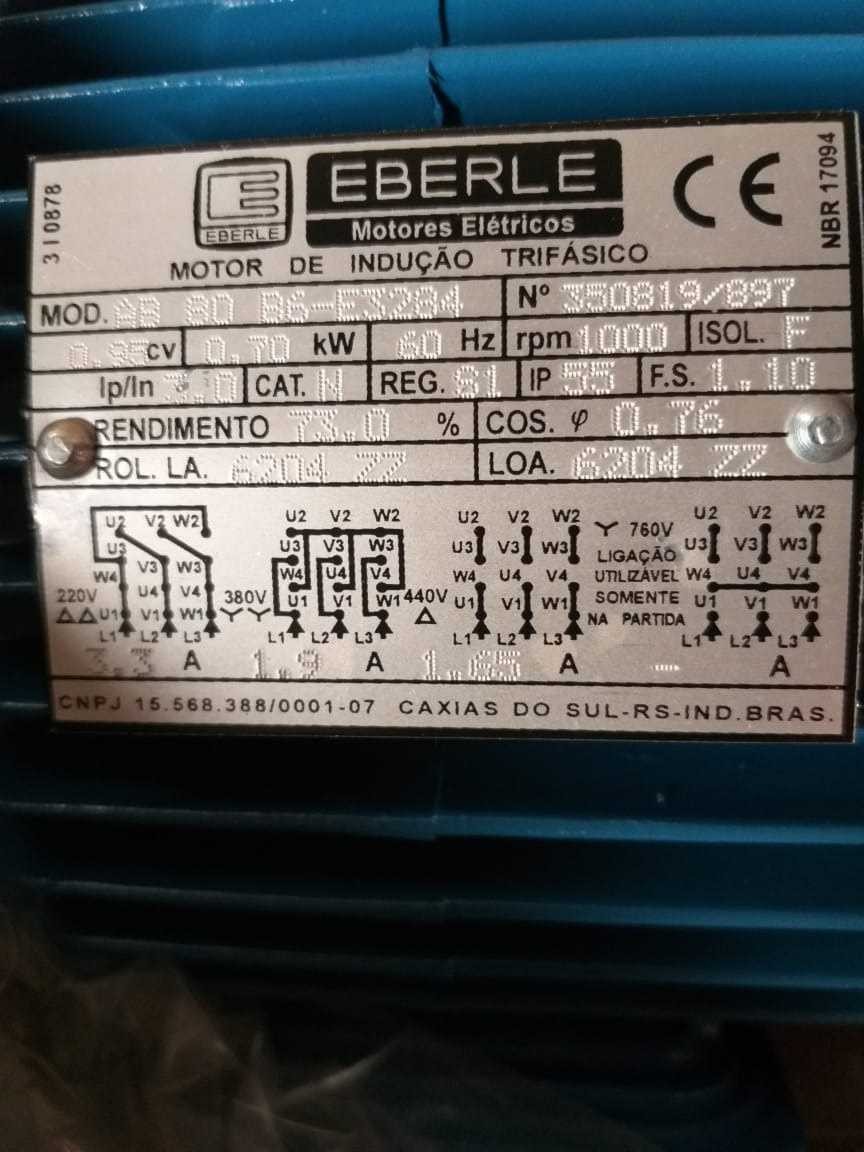 310878
EBERLE
EBERLE
Motores Elétricos
CE
NBR 17094
MOTOR DE INDUÇÃO TRIFÁSICO
MOD. AB 80 B6-E3284 Nº 350819/897
0.95 cv 0.70 kW 60 Hz rpm 1000 ISOL. F
Ip/In 3.0 CAT. N REG. S1 IP 55 F.S. 1.10
RENDIMENTO 73.0 % COS. φ 0.76
ROL. LA. 6204 ZZ LOA. 6204 ZZ
U2 V2 W2 U2 V2 W2 U2 V2 W2 760V U2 V2 W2
U3 V3 W3 U3 V3 W3 U3 V3 W3 LIGAÇÃO U3 V3 W3
W4 U4 V4 W4 U4 V4 W4 U4 V4 UTILIZÁVEL W4 U4 V4
220V U1 V1 W1 380V U1 V1 W1 440V U1 V1 W1 SOMENTE U1 V1 W1
L1 L2 L3 L1 L2 L3 L1 L2 L3 NA PARTIDA L1 L2 L3
3.3 A 1.9 A 1.65 A - A
CNPJ 15.568.388/0001-07 CAXIAS DO SUL-RS-IND.BRAS.